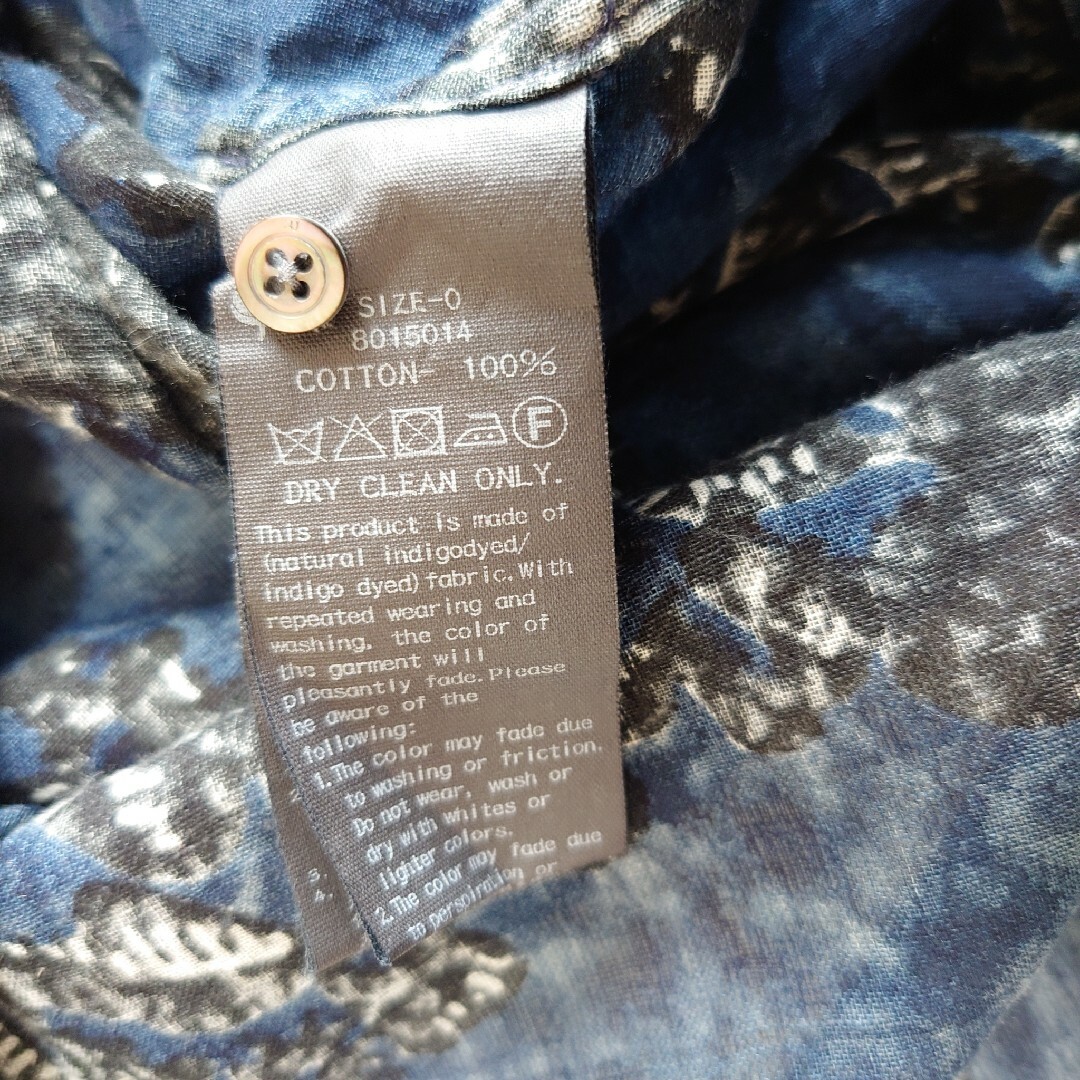 SIZE-0
8015014
COTTON- 100%
F
DRY CLEAN ONLY.
This product is made of
(natural indigodyed/
indigo dyed) fabric. With
repeated wearing and
washing, the color of
the garment will
pleasantly fade. Please
be aware of the
following:
1. The color may fade due
to washing or friction.
Do not wear, wash or
dry with whites or
lighter colors.
2. The color may fade due
to perspiration or